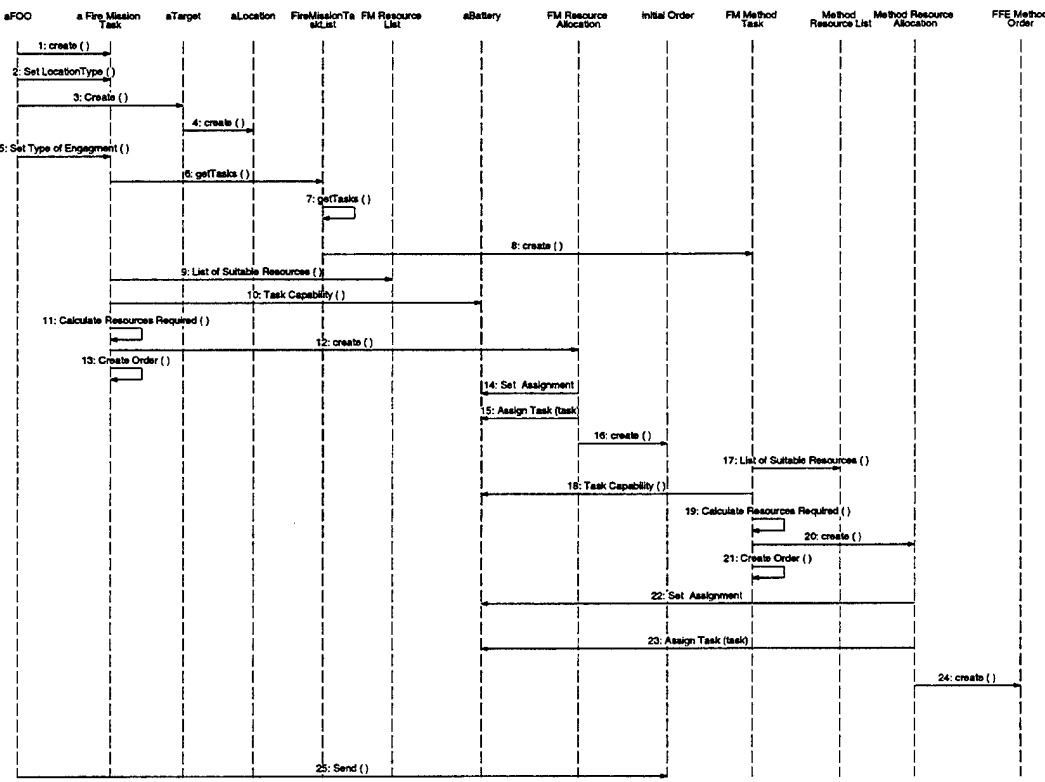 aFOO
a Fire Mission
Task
aTarget
aLocation
FireMissionTa
skList
FM Resource
List
aBattery
FM Resource
Allocation
Initial Order
FM Method
Task
Method
Resource List
Method Resource
Allocation
FFE Method
Order
1: create ( )
2: Set LocationType ( )
3: Create ( )
4: create ( )
5: Set Type of Engagment ( )
6: getTasks ( )
7: getTasks ( )
8: create ( )
9: List of Suitable Resources ( )
10: Task Capability ( )
11: Calculate Resources Required ( )
12: create ( )
13: Create Order ( )
14: Set Assignment
15: Assign Task (task)
16: create ( )
17: List of Suitable Resources ( )
18: Task Capability ( )
19: Calculate Resources Required ( )
20: create ( )
21: Create Order ( )
22: Set Assignment
23: Assign Task (task)
24: create ( )
25: Send ( )